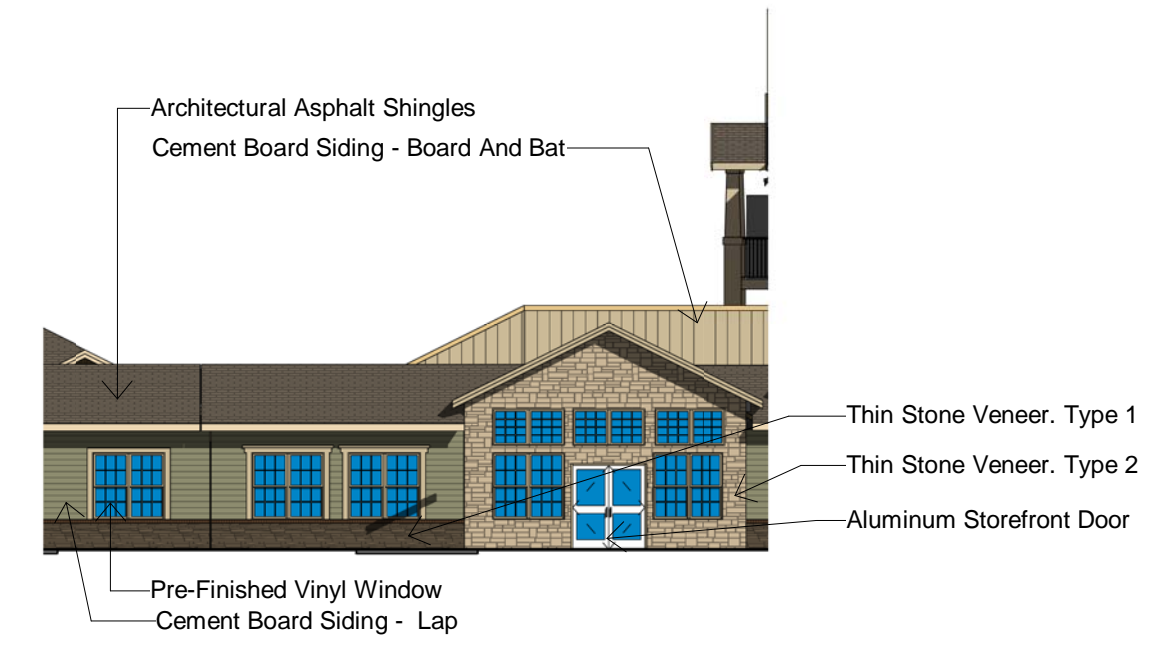 Architectural Asphalt Shingles
Cement Board Siding - Board And Bat
Thin Stone Veneer. Type 1
Thin Stone Veneer. Type 2
Aluminum Storefront Door
Pre-Finished Vinyl Window
Cement Board Siding - Lap